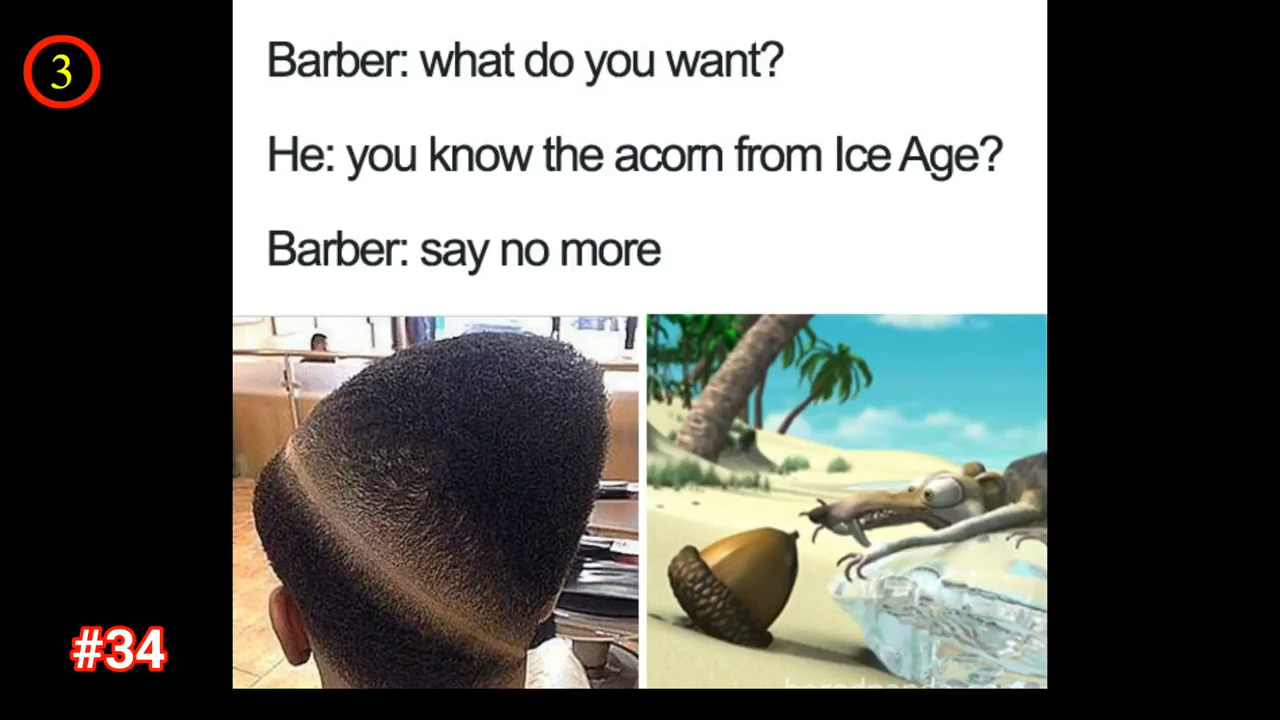 3
Barber: what do you want?
He: you know the acorn from Ice Age?
Barber: say no more
#34